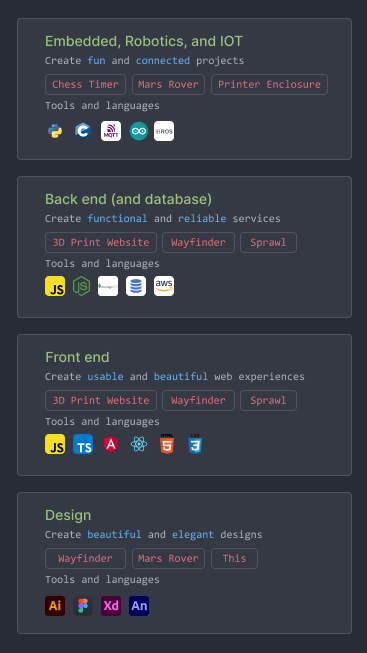 Embedded, Robotics, and IOT
Create fun and connected projects
Chess Timer Mars Rover Printer Enclosure
Tools and languages
C MQTT ROS
Back end (and database)
Create functional and reliable services
3D Print Website Wayfinder Sprawl
Tools and languages
JS JS aws
Front end
Create usable and beautiful web experiences
3D Print Website Wayfinder Sprawl
Tools and languages
JS TS A 5 3
Design
Create beautiful and elegant designs
Wayfinder Mars Rover This
Tools and languages
Ai Xd An